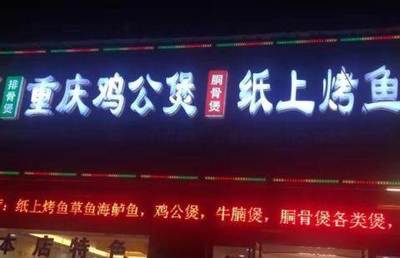 排骨煲 重庆鸡公煲 胴骨煲 纸上烤鱼
：纸上烤鱼草鱼海鲈鱼，鸡公煲，牛腩煲，胴骨煲各类煲，
本店特色